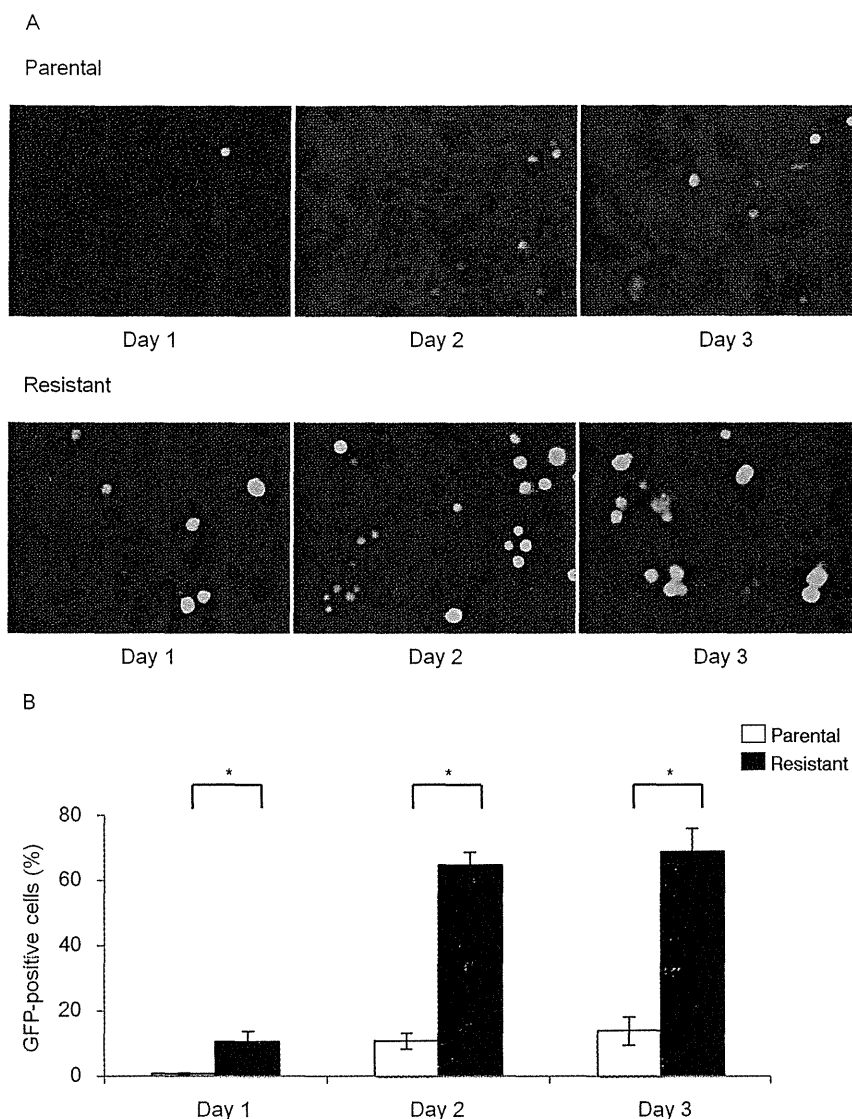 A
Parental
Day 1 Day 2 Day 3
Resistant
Day 1 Day 2 Day 3
B
Parental
Resistant
* * *
GFP-positive cells (%)
80
60
40
20
0
Day 1 Day 2 Day 3